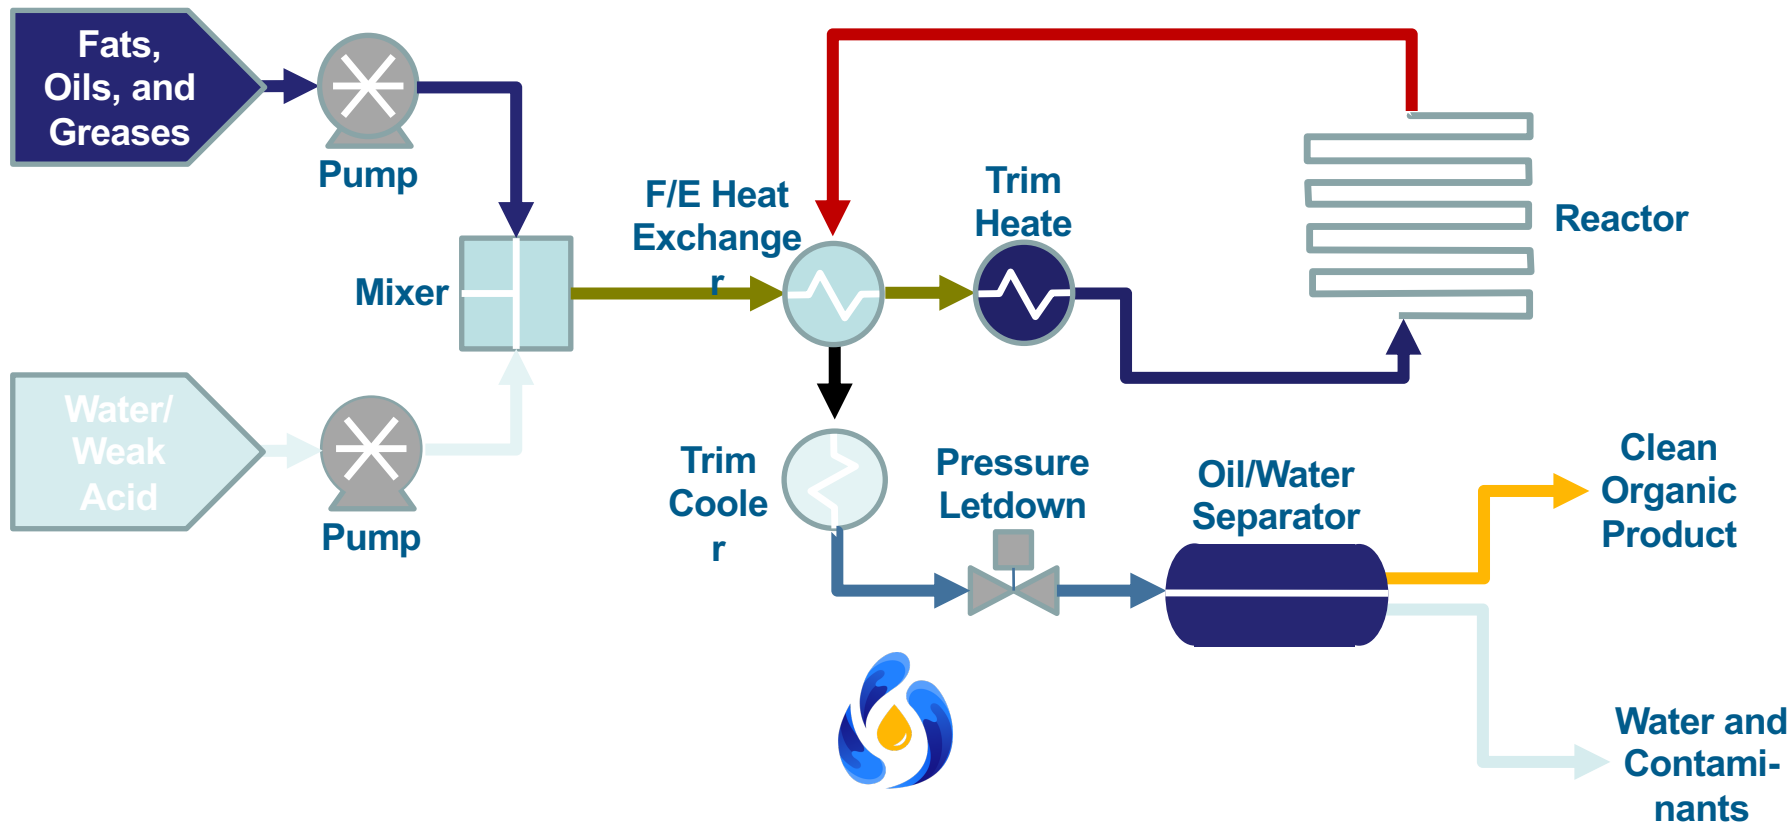 Fats,
Oils, and
Greases
Pump
F/E Heat
Exchange
r
Trim
Heate
Reactor
Mixer
Water/
Weak
Acid
Pump
Trim
Coole
r
Pressure
Letdown
Oil/Water
Separator
Clean
Organic
Product
Water and
Contami-
nants